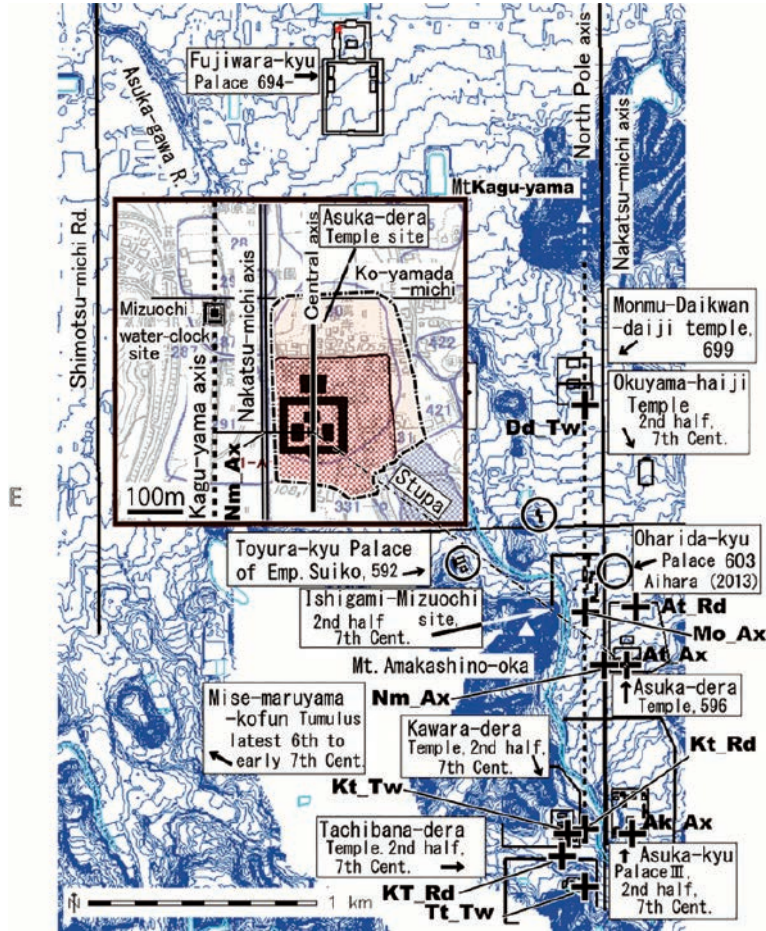 Fujiwara-kyu
Palace 694-
Asuka-gawa R.
North Pole axis
Nakatsu-michi axis
Mt Kagu-yama
Shimotsu-michi Rd.
Asuka-dera
Temple site
Ko-yamada
-michi
Central axis
Nakatsu-michi axis
Mizuochi
water-clock
site
Kagu-yama axis
Nm_Ax
100m
28
287
422
421
Stupa
Monmu-Daikwan
-daiji temple,
699
Okuyama-haiji
Temple
2nd half,
7th Cent.
Dd_Tw
E
Oharida-kyu
Palace 603
Aihara (2013)
Toyura-kyu Palace
of Emp. Suiko, 592
Ishigami-Mizuochi
2nd half site,
7th Cent.
At_Rd
Mo_Ax
Mt. Amakashino-oka
Af_Ax
Nm_Ax
Asuka-dera
Temple, 596
Mise-maruyama
-kofun Tumulus
latest 6th to
early 7th Cent.
Kawara-dera
Temple, 2nd half,
7th Cent.
Kt_Rd
Kt_Tw
Ak_Ax
Tachibana-dera
Temple. 2nd half,
7th Cent.
Asuka-kyu
Palace III,
2nd half,
7th Cent.
KT_Rd
Tt_Tw
N
1 km